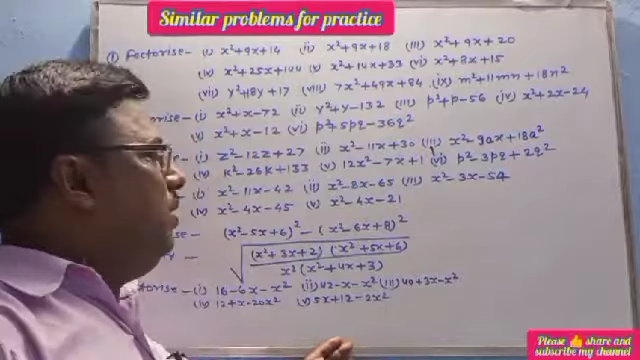 Similar problems for practice
① Factorise- (i) x²+9x+14 (ii) x²+9x+18 (iii) x²+9x+20
(iv) x²+25x+144 (v) x²+14x+33 (vi) x²+8x+15
(vii) y²+18y+17 (viii) 7x²+49x+84 (ix) m²+11mn+18n²
orise- (i) x²+x-72 (ii) y²+y-132 (iii) p²+p-56 (iv) x²+2x-24
(v) x²+x-12 (vi) p²+5pq-36q²
e- (i) z²-12z+27 (ii) x²-11x+30 (iii) x²-9ax+18a²
(iv) k²-26k+133 (v) 12x²-7x+1 (vi) p²-3pq+2q²
- (i) x²-11x-42 (ii) x²-8x-65 (iii) x²-3x-54
(iv) x²-4x-45 (v) x²-4x-21
se- (x²-5x+6)²-(x²-6x+8)²
y- √(x²+3x+2)(x²+5x+6)
x²(x²+4x+3)
torise- (i) 16-6x-x² (ii) 42-x-x² (iii) 40+3x-x²
(iv) 12+x-20x² (v) 5x+12-2x²
Please 👍 share and
subscribe